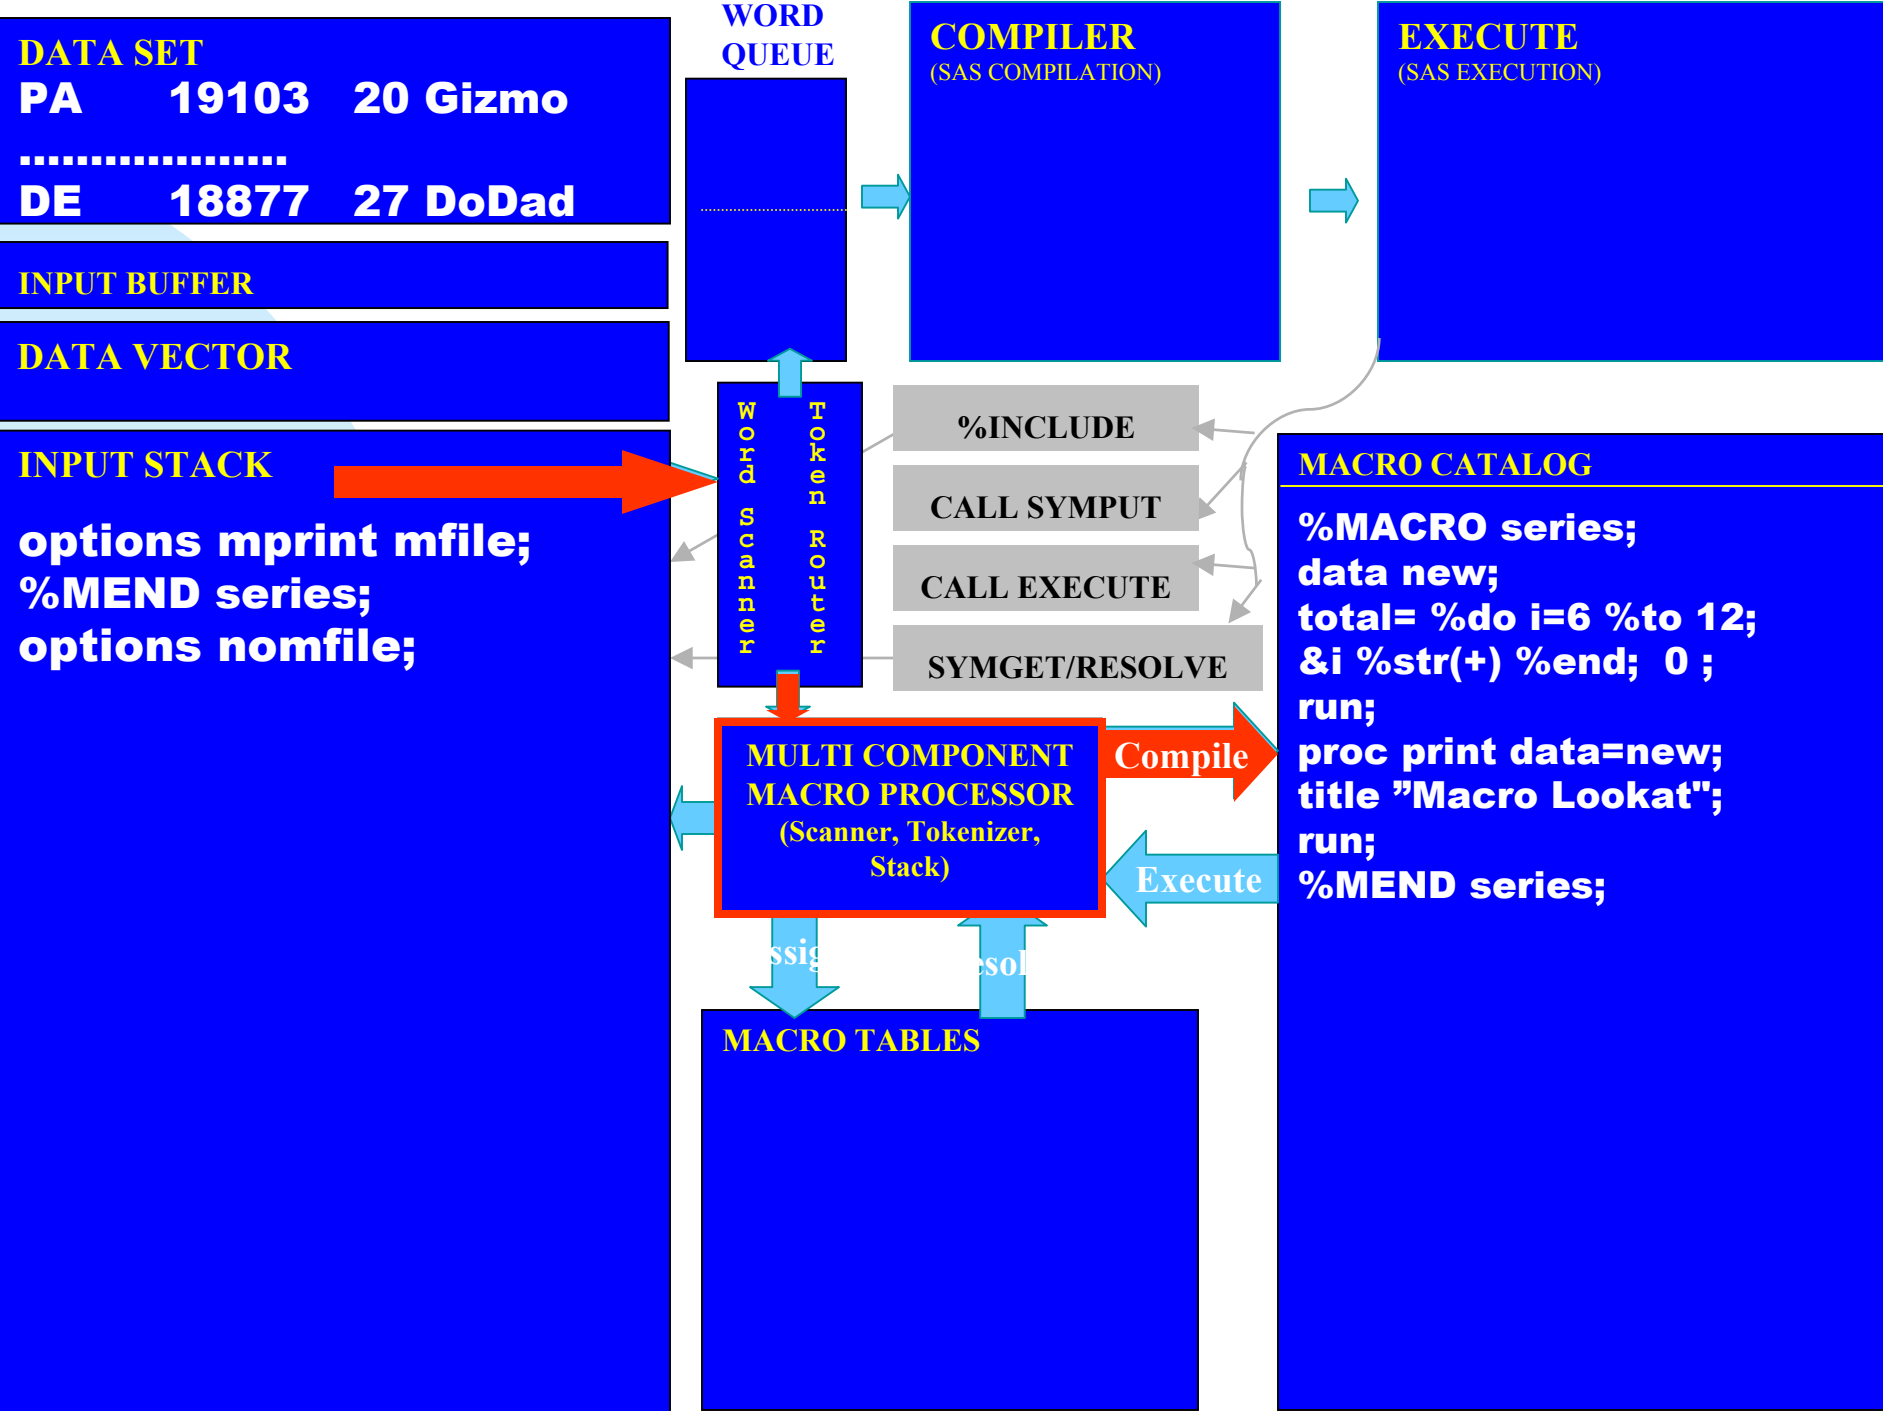 DATA SET
PA 19103 20 Gizmo
...................
DE 18877 27 DoDad
INPUT BUFFER
DATA VECTOR
INPUT STACK
options mprint mfile;
%MEND series;
options nomfile;
WORD
QUEUE
Word Scanner
Token Router
COMPILER
(SAS COMPILATION)
EXECUTE
(SAS EXECUTION)
%INCLUDE
CALL SYMPUT
CALL EXECUTE
SYMGET/RESOLVE
MULTI COMPONENT
MACRO PROCESSOR
(Scanner, Tokenizer,
Stack)
Compile
Execute
ssig
esol
MACRO TABLES
MACRO CATALOG
%MACRO series;
data new;
total= %do i=6 %to 12;
&i %str(+) %end; 0 ;
run;
proc print data=new;
title ”Macro Lookat";
run;
%MEND series;